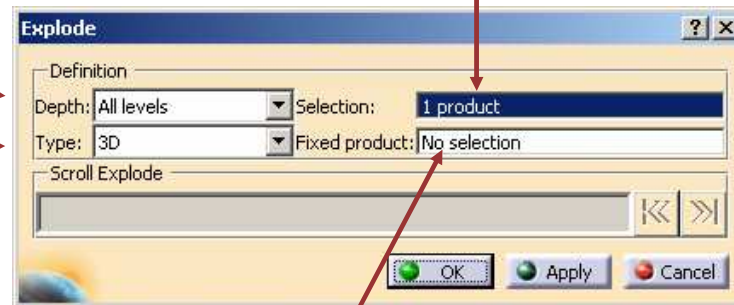 Explode
Definition
Depth: All levels Selection: 1 product
Type: 3D Fixed product: No selection
Scroll Explode
OK Apply Cancel